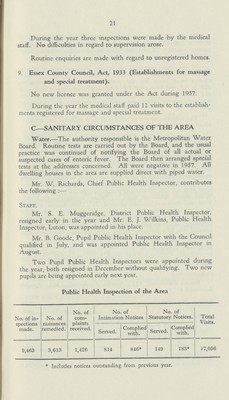 21
During the year three inspections were made by the medical
staff. No difficulties in regard to supervision arose.
Routine enquiries are made with regard to unregistered homes.
9. Essex County Council, Act, 1933 (Establishments for massage
and special treatment).
No new licence was granted under the Act during 1957.
During the year the medical staff paid 12 visits to the establish-
ments registered for massage and special treatment.
C—SANITARY CIRCUMSTANCES OF THE AREA
Water.—The authority responsible is the Metropolitan Water
Board. Routine tests are carried out by the Board, and the usual
practice was continued of notifying the Board of all actual or
suspected cases of enteric fever. The Board then arranged special
tests at the addresses concerned. All were negative in 1957. All
dwelling houses in the area are supplied direct with piped water.
Mr. W. Richards, Chief Public Health Inspector, contributes
the following :—
STAFF.
Mr. S. E. Muggeridge, District Public Health Inspector,
resigned early in the year and Mr. E. J. Wilkins, Public Health
Inspector, Luton, was appointed in his place.
Mr. B. Goode, Pupil Public Health Inspector with the Council
qualified in July, and was appointed Public Health Inspector in
August.
Two Pupil Public Health Inspectors were appointed during
the year, both resigned in December without qualifying. Two new
pupils are being appointed early next year.
Public Health Inspection of the Area
No. of in-
spections
made.
No. of
nuisances
remedied.
No. of
com-
plaints
received.
No. of
Intimation Notices
Served.
Complied
with.
No. of
Statutory Notices.
Served.
Complied
with.
Total
Visits.
9,465 3,813 1,420 614 440* 149 162* 17,000
* Includes notices outstanding from previous year.